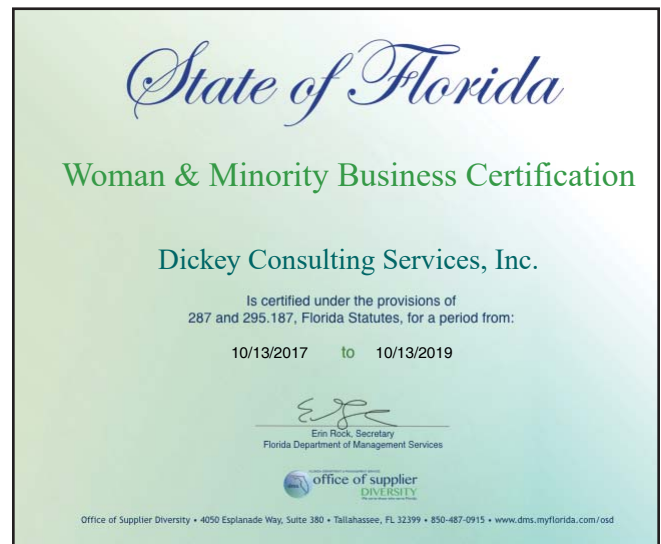 State of Florida
Woman & Minority Business Certification
Dickey Consulting Services, Inc.
Is certified under the provisions of
287 and 295.187, Florida Statutes, for a period from:
10/13/2017 to 10/13/2019
Erin Rock, Secretary
Florida Department of Management Services
office of supplier
DIVERSITY
Office of Supplier Diversity • 4050 Esplanade Way, Suite 380 • Tallahassee, FL 32399 • 850-487-0915 • www.dms.myflorida.com/osd